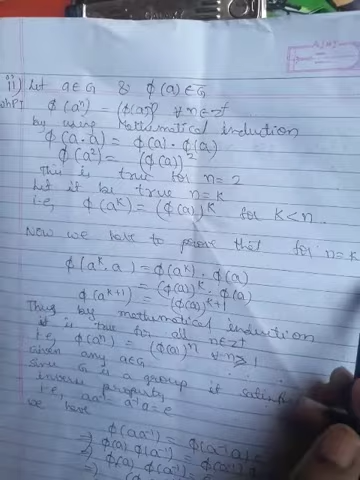 ii) Let a∈G & φ(a)∈G
φ(aⁿ) = (φ(a))ⁿ ∀ n∈Z⁺
by using Mathematical induction
φ(a·a) = φ(a)·φ(a)
φ(a²) = (φ(a))²
This is true for n=2
Let it be true n=k
i.e, φ(aᵏ) = (φ(a))ᵏ for k<n.
Now we have to prove that for n=k
φ(aᵏ·a) = φ(aᵏ)·φ(a)
= (φ(a))ᵏ·φ(a)
φ(aᵏ⁺¹) = (φ(a))ᵏ⁺¹
Thus by mathematical induction
it is true for all n∈Z⁺
i.e, φ(aⁿ) = (φ(a))ⁿ ∀ n≥1
Given any a∈G
Since G is a group it satisfies
inverse property
i.e, aa⁻¹ = a⁻¹a = e
We have
φ(aa⁻¹) = φ(a⁻¹a) =
⇒ φ(a)·φ(a⁻¹) = φ(a⁻¹)
⇒ φ(a)·φ(a⁻¹) =
⇒